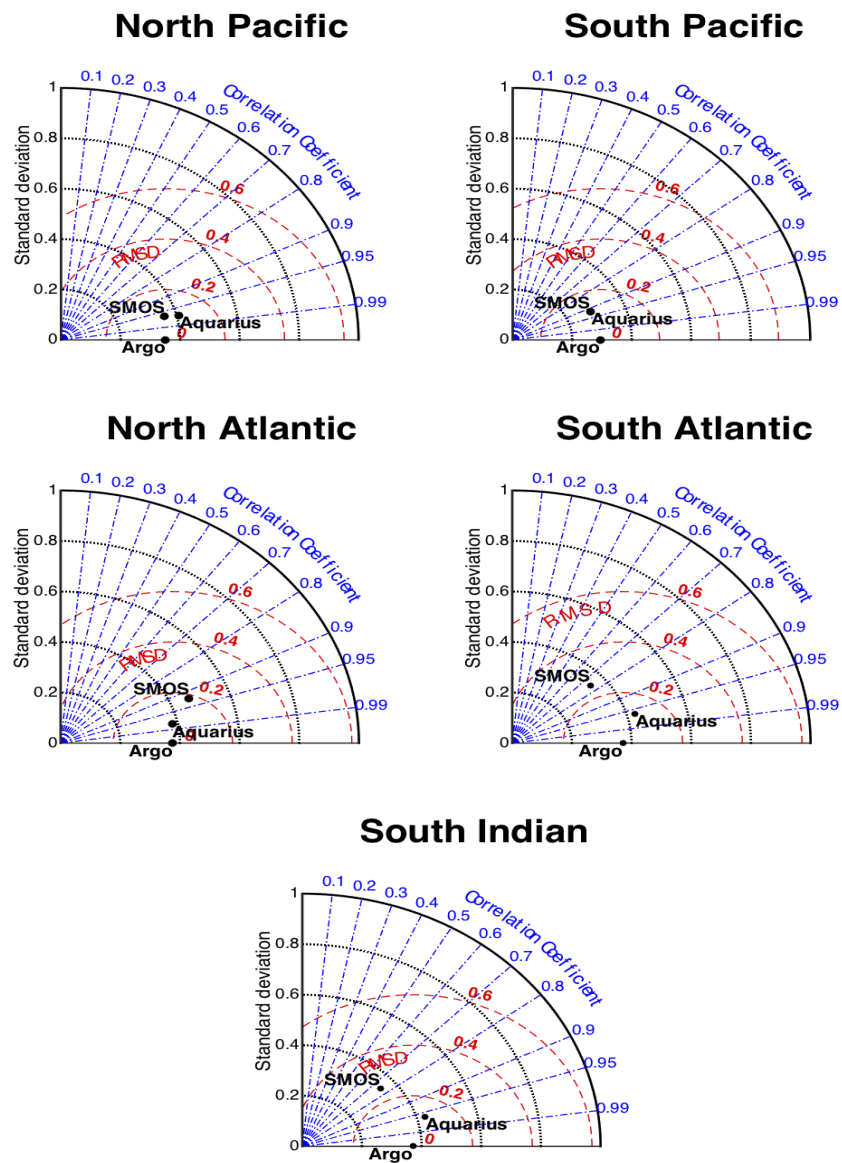 North Pacific
South Pacific
Standard deviation
0
0.2
0.4
0.6
0.8
1
0.1
0.2
0.3
0.4
0.5
0.6
0.7
0.8
0.9
0.95
0.99
Correlation Coefficient
0.6
0.4
0.2
0
RMSD
SMOS
Aquarius
Argo
Standard deviation
0
0.2
0.4
0.6
0.8
1
0.1
0.2
0.3
0.4
0.5
0.6
0.7
0.8
0.9
0.95
0.99
Correlation Coefficient
0.6
0.4
0.2
0
RMSD
SMOS
Aquarius
Argo
North Atlantic
South Atlantic
Standard deviation
0
0.2
0.4
0.6
0.8
1
0.1
0.2
0.3
0.4
0.5
0.6
0.7
0.8
0.9
0.95
0.99
Correlation Coefficient
0.6
0.4
0.2
0
RMSD
SMOS
Aquarius
Argo
Standard deviation
0
0.2
0.4
0.6
0.8
1
0.1
0.2
0.3
0.4
0.5
0.6
0.7
0.8
0.9
0.95
0.99
Correlation Coefficient
0.6
0.4
0.2
RMSD
SMOS
Aquarius
Argo
South Indian
Standard deviation
0
0.2
0.4
0.6
0.8
1
0.1
0.2
0.3
0.4
0.5
0.6
0.7
0.8
0.9
0.95
0.99
Correlation Coefficient
0.6
0.4
0.2
0
RMSD
SMOS
Aquarius
Argo